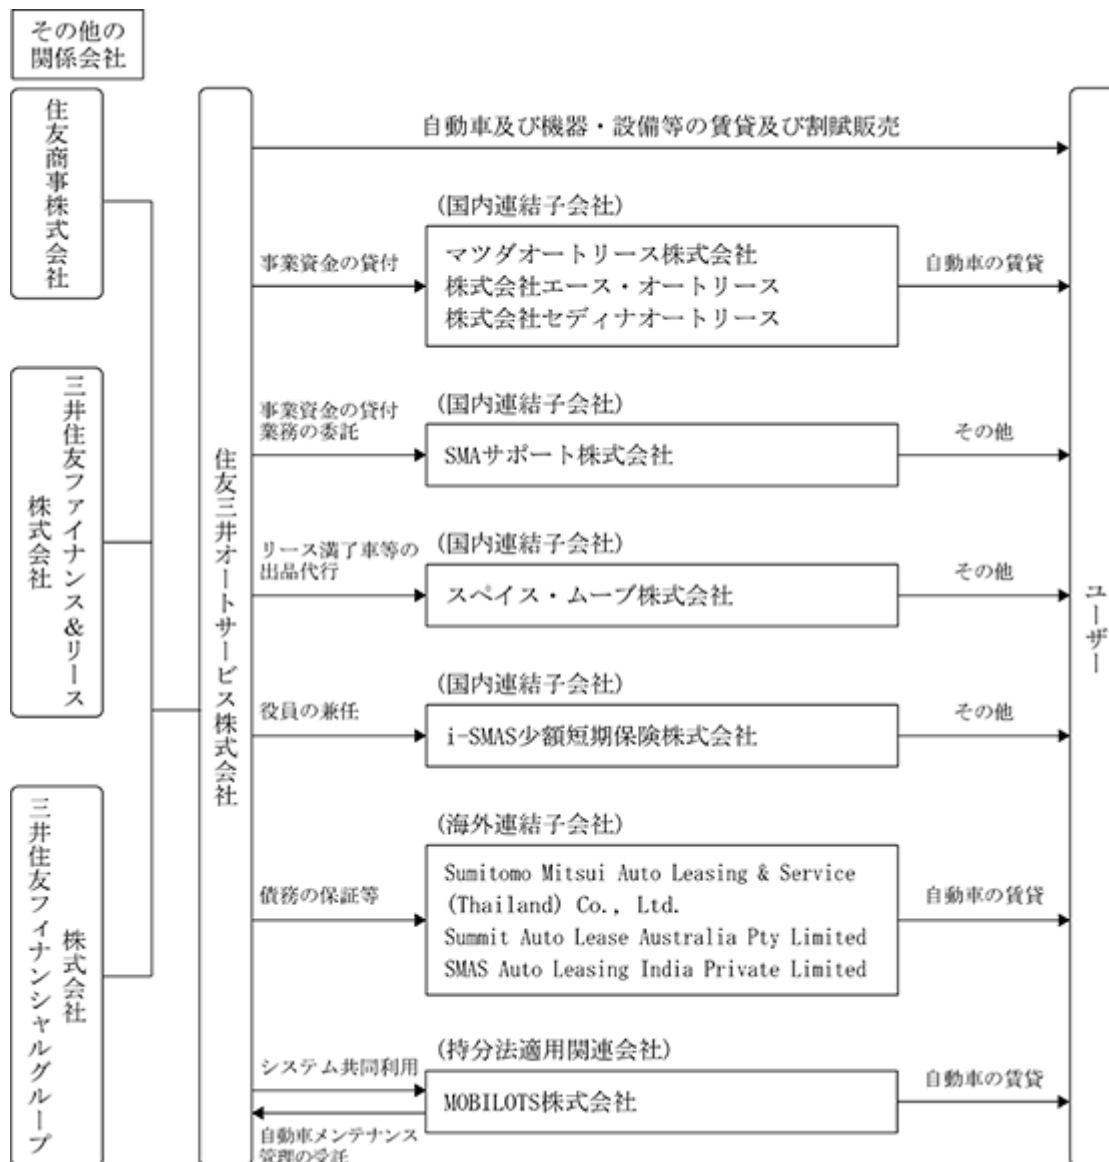 その他の
関係会社
住友商事株式会社
三井住友ファイナンス&リース
株式会社
三井住友フィナンシャルグループ
株式会社
住友三井オートサービス株式会社
自動車及び機器・設備等の賃貸及び割賦販売
(国内連結子会社)
事業資金の貸付
マツダオートリース株式会社
株式会社エース・オートリース
株式会社セディナオートリース
自動車の賃貸
(国内連結子会社)
事業資金の貸付
業務の委託
SMAサポート株式会社
その他
(国内連結子会社)
リース満了車等の
出品代行
スペイス・ムーブ株式会社
その他
(国内連結子会社)
役員の兼任
i-SMAS少額短期保険株式会社
その他
(海外連結子会社)
債務の保証等
Sumitomo Mitsui Auto Leasing & Service
(Thailand) Co., Ltd.
Summit Auto Lease Australia Pty Limited
SMAS Auto Leasing India Private Limited
自動車の賃貸
(持分法適用関連会社)
システム共同利用
MOBILOTS株式会社
自動車の賃貸
自動車メンテナンス
管理の受託
ユーザー